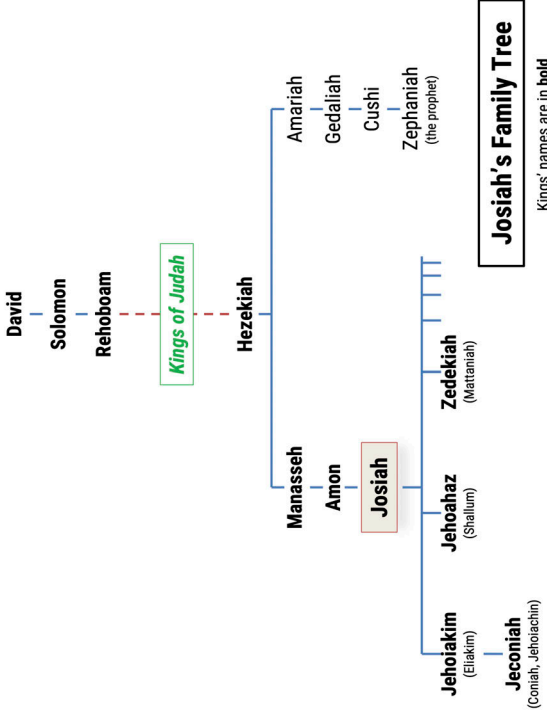 David
Solomon
Rehoboam
Kings of Judah
Hezekiah
Manasseh
Amon
Josiah
Amariah
Gedaliah
Cushi
Zephaniah
(the prophet)
Jehoiakim
(Eliakim)
Jeconiah
(Coniah, Jehoiachin)
Jehoahaz
(Shallum)
Zedekiah
(Mattaniah)
Josiah's Family Tree
Kings' names are in bold